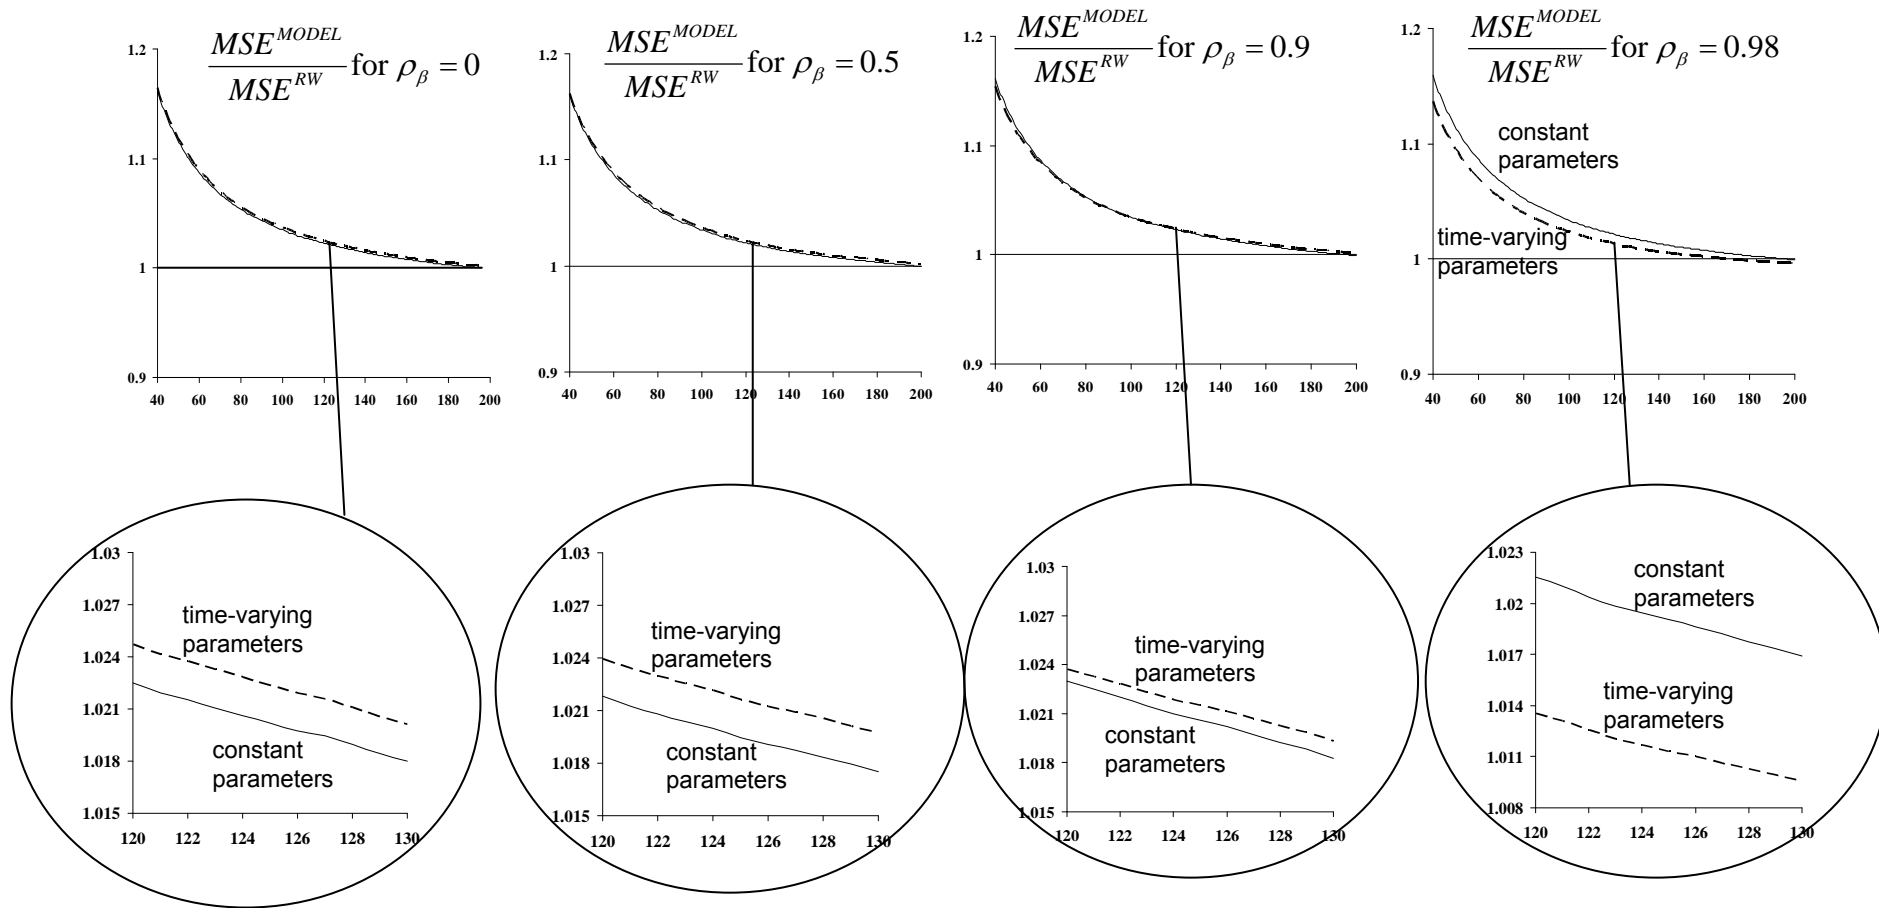 MSE^MODEL / MSE^RW for ρ_β = 0
1.2
1.1
1
0.9
40 60 80 100 120 140 160 180 200
MSE^MODEL / MSE^RW for ρ_β = 0.5
1.2
1.1
1
0.9
40 60 80 100 120 140 160 180 200
MSE^MODEL / MSE^RW for ρ_β = 0.9
1.2
1.1
1
0.9
40 60 80 100 120 140 160 180 200
MSE^MODEL / MSE^RW for ρ_β = 0.98
1.2
1.1
1
0.9
constant
parameters
time-varying
parameters
40 60 80 100 120 140 160 180 200
1.03
1.027
1.024
1.021
1.018
1.015
time-varying
parameters
constant
parameters
120 122 124 126 128 130
1.03
1.027
1.024
1.021
1.018
1.015
time-varying
parameters
constant
parameters
120 122 124 126 128 130
1.03
1.027
1.024
1.021
1.018
1.015
time-varying
parameters
constant
parameters
120 122 124 126 128 130
1.023
1.02
1.017
1.014
1.011
1.008
constant
parameters
time-varying
parameters
120 122 124 126 128 130